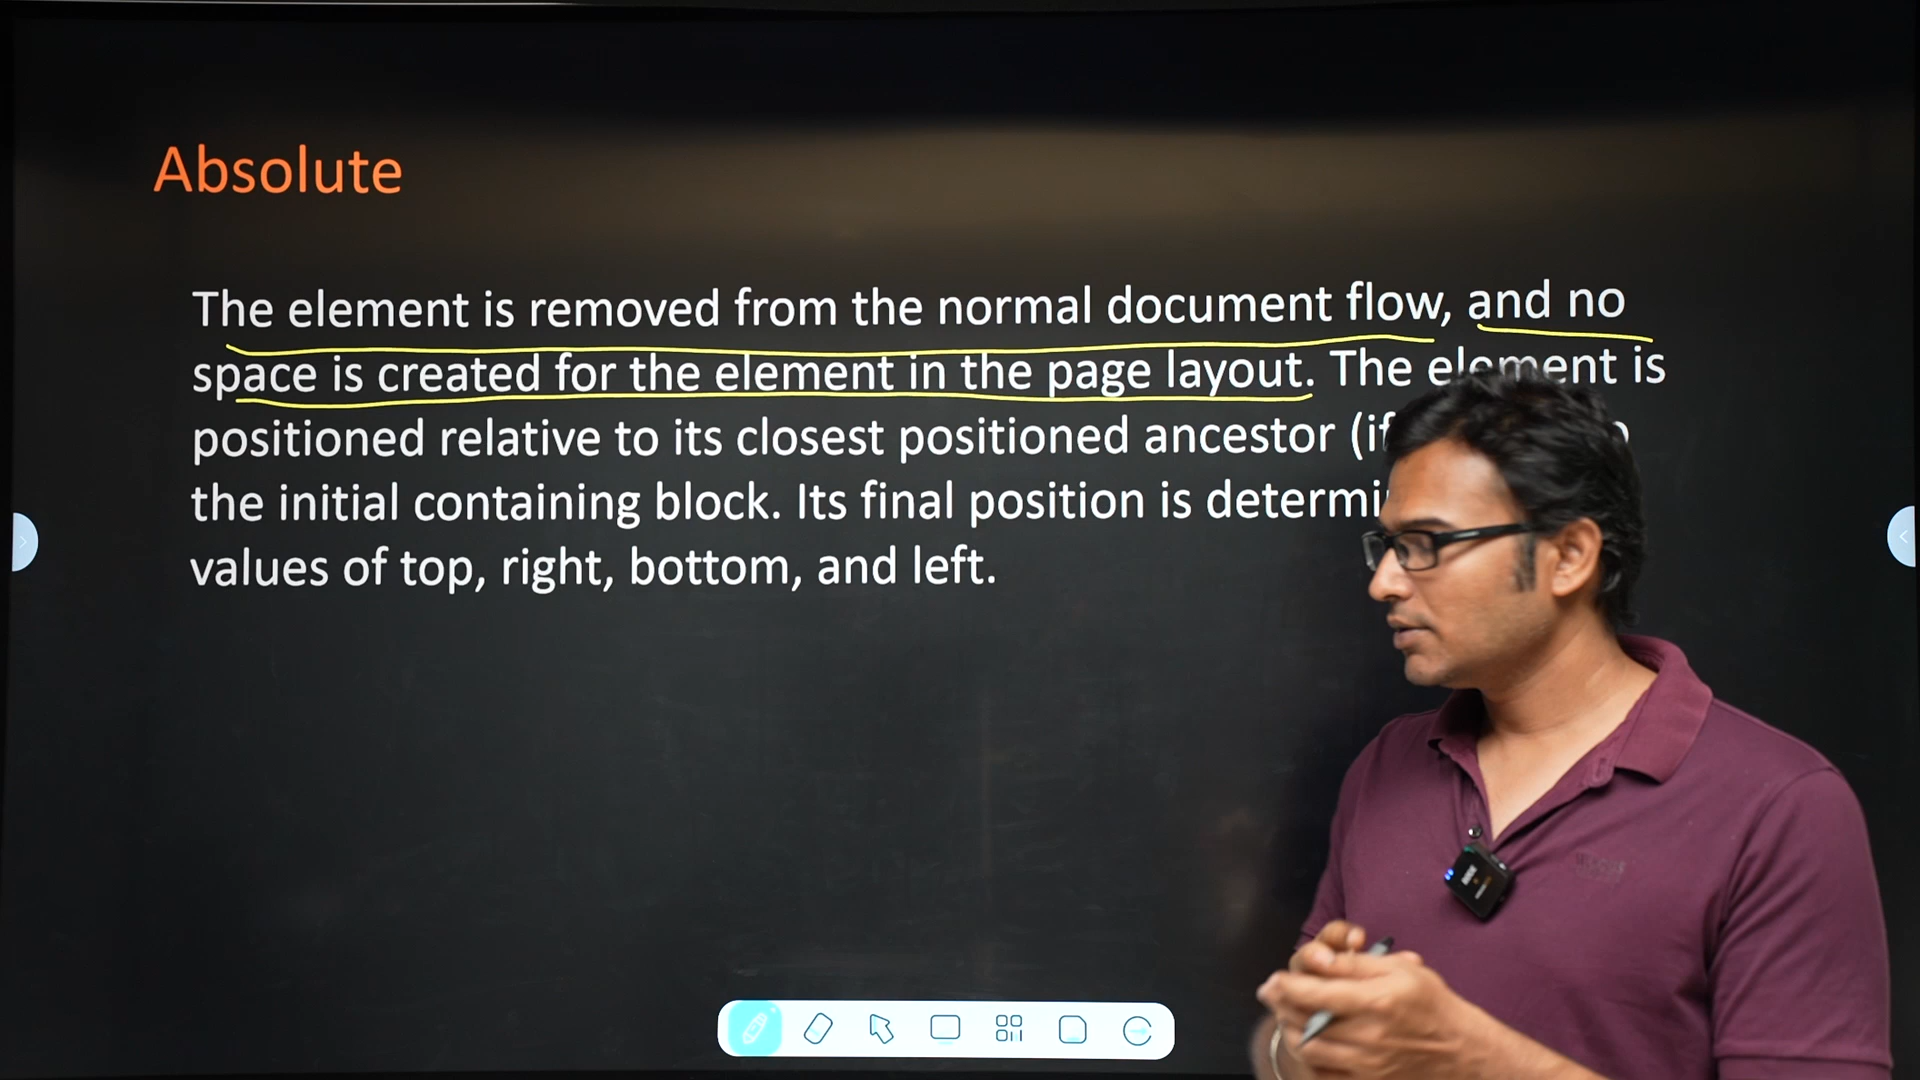 Absolute
The element is removed from the normal document flow, and no
space is created for the element in the page layout. The element is
positioned relative to its closest positioned ancestor (if
the initial containing block. Its final position is
values of top, right, bottom, and left.